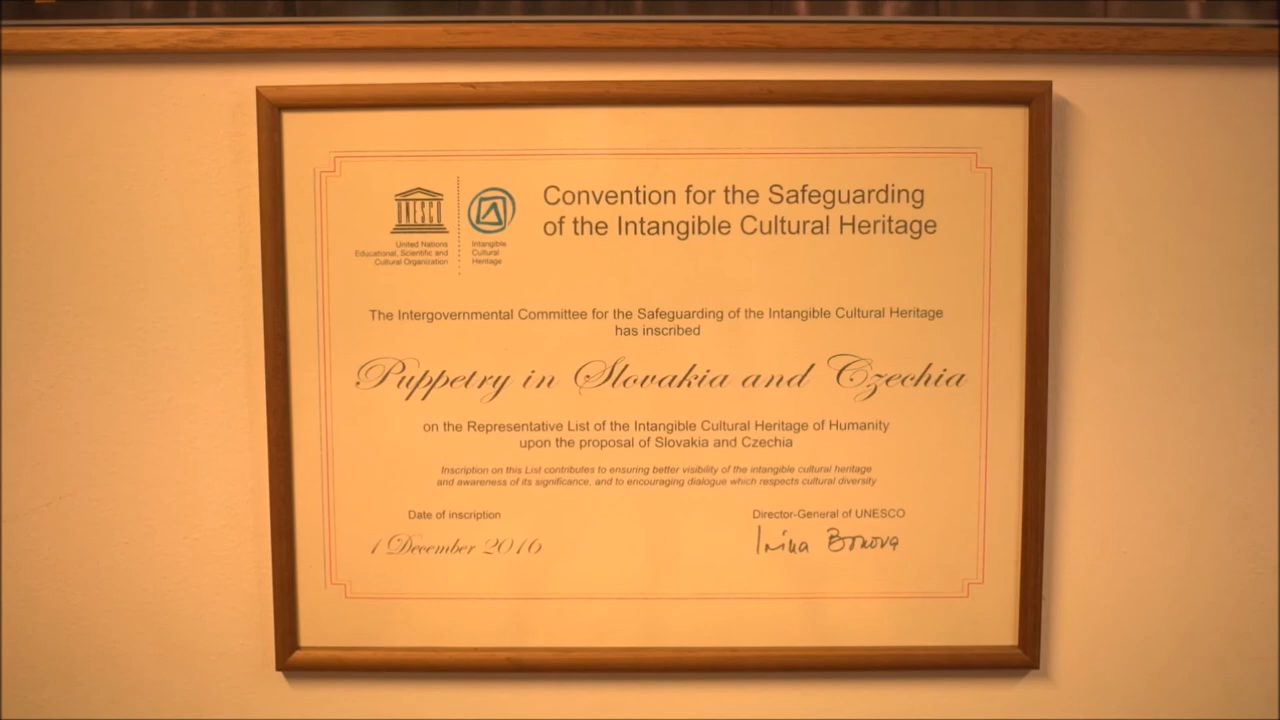 UNESCO
United Nations
Educational, Scientific and
Cultural Organization
Intangible
Cultural
Heritage
Convention for the Safeguarding
of the Intangible Cultural Heritage
The Intergovernmental Committee for the Safeguarding of the Intangible Cultural Heritage
has inscribed
Puppetry in Slovakia and Czechia
on the Representative List of the Intangible Cultural Heritage of Humanity
upon the proposal of Slovakia and Czechia
Inscription on this List contributes to ensuring better visibility of the intangible cultural heritage
and awareness of its significance, and to encouraging dialogue which respects cultural diversity
Date of inscription
1 December 2016
Director-General of UNESCO
Irina Bokova